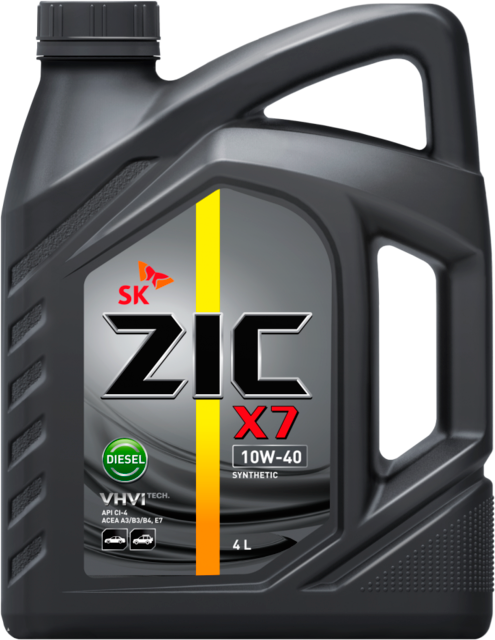 SK
ZIC
X7
10W-40
SYNTHETIC
DIESEL
VHVI TECH.
API CI-4
ACEA A3/B3/B4, E7
4 L